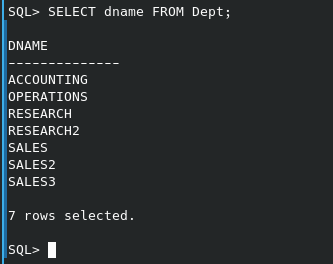 SQL> SELECT dname FROM Dept;
DNAME
--------------
ACCOUNTING
OPERATIONS
RESEARCH
RESEARCH2
SALES
SALES2
SALES3
7 rows selected.
SQL>